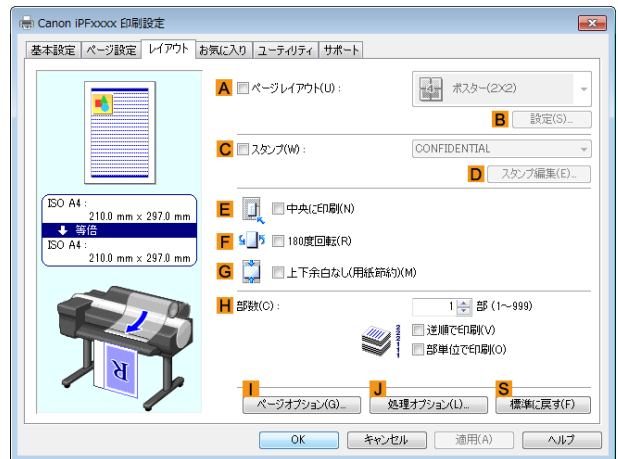 Canon iPFxxxx 印刷設定
基本設定 ページ設定 レイアウト お気に入り ユーティリティ サポート
A ページレイアウト(U) : 4 ポスター(2×2)
B 設定(S)...
C スタンプ(W) : CONFIDENTIAL
D スタンプ編集(E)...
ISO A4 :
210.0 mm x 297.0 mm
等倍
ISO A4 :
210.0 mm x 297.0 mm
E 中央に印刷(N)
F 180度回転(R)
G 上下余白なし(用紙節約)(M)
H 部数(C) : 1 部 (1～999)
逆順で印刷(V)
部単位で印刷(O)
I ページオプション(G)...
J 処理オプション(L)...
S 標準に戻す(F)
OK キャンセル 適用(A) ヘルプ